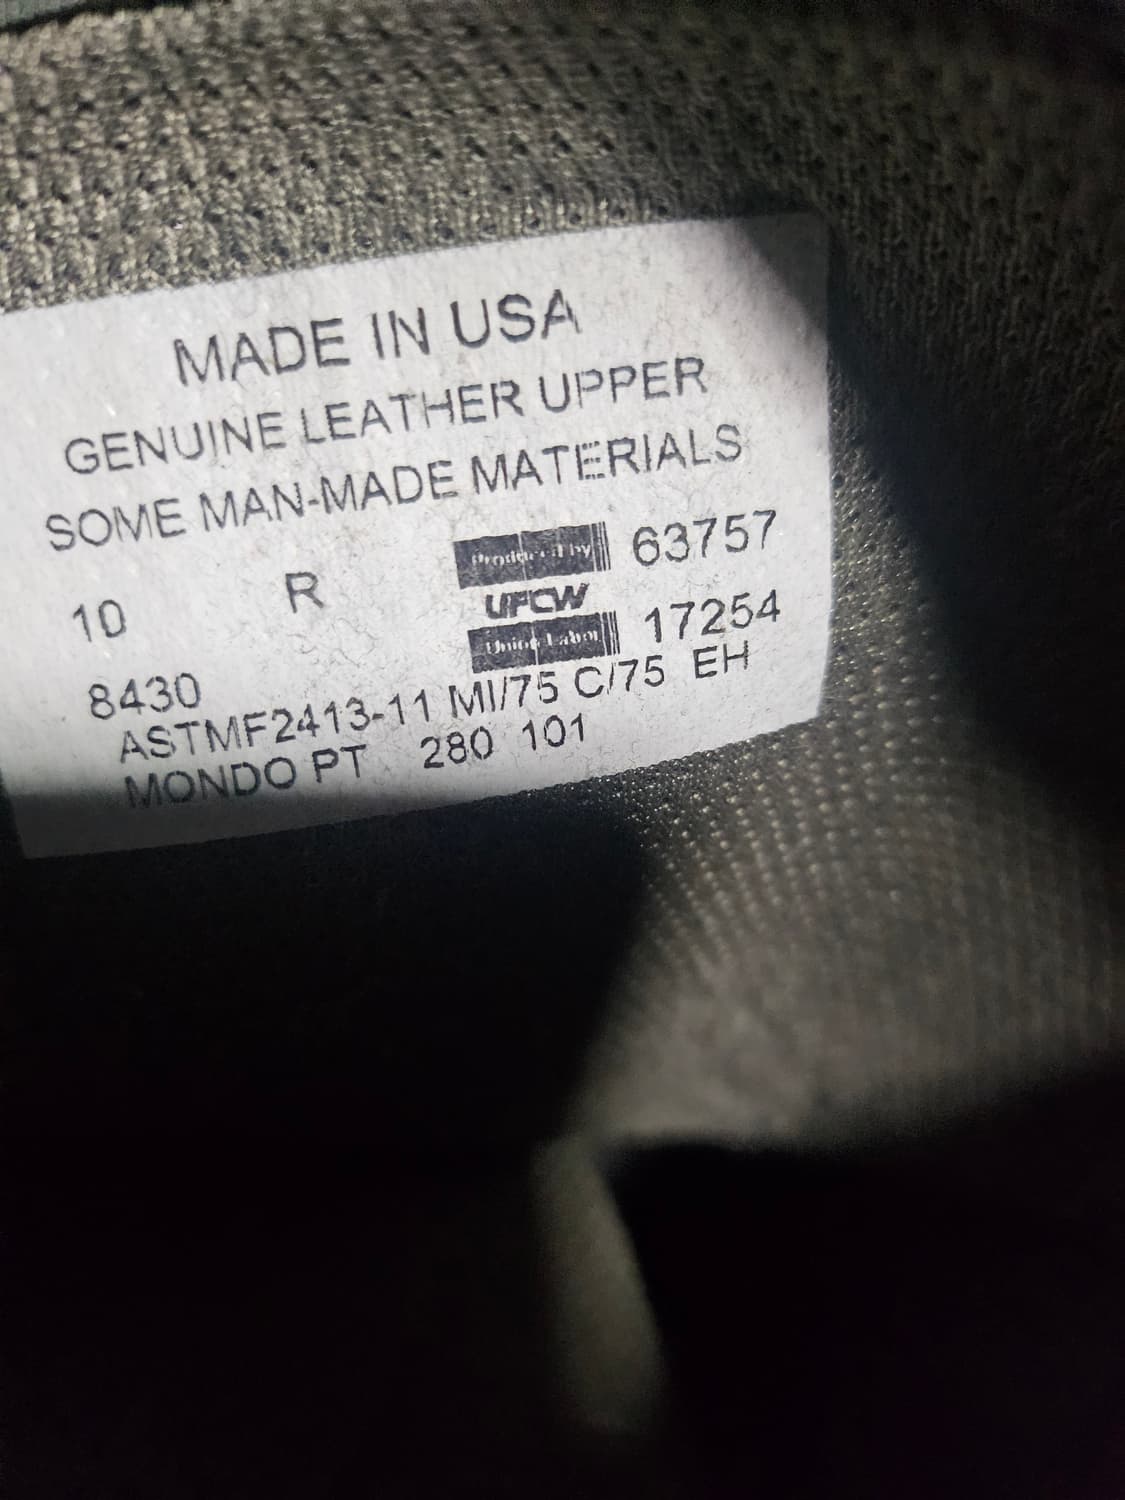 MADE IN USA
GENUINE LEATHER UPPER
SOME MAN-MADE MATERIALS
10 R Produced by 63757
UFCW
Union Labor 17254
8430
ASTMF2413-11 MI/75 C/75 EH
MONDO PT 280 101